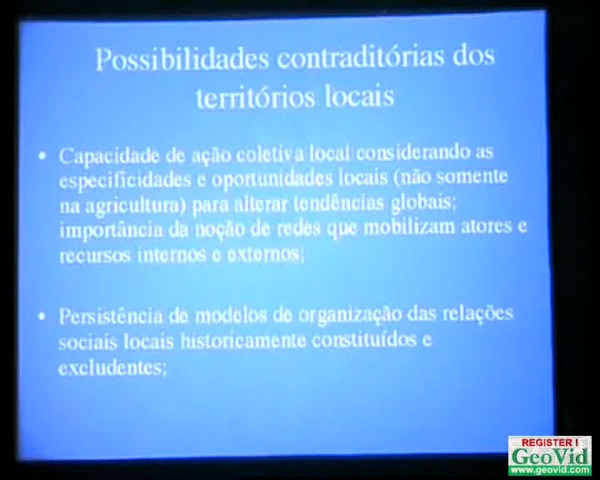 Possibilidades contraditórias dos
territórios locais
• Capacidade de ação coletiva local considerando as
especificidades e oportunidades locais (não somente
na agricultura) para alterar tendências globais;
importância da noção de redes que mobilizam atores e
recursos internos e externos;
• Persistência de modelos de organização das relações
sociais locais historicamente constituídos e
excludentes;
REGISTER !
GeoVid
www.geovid.com